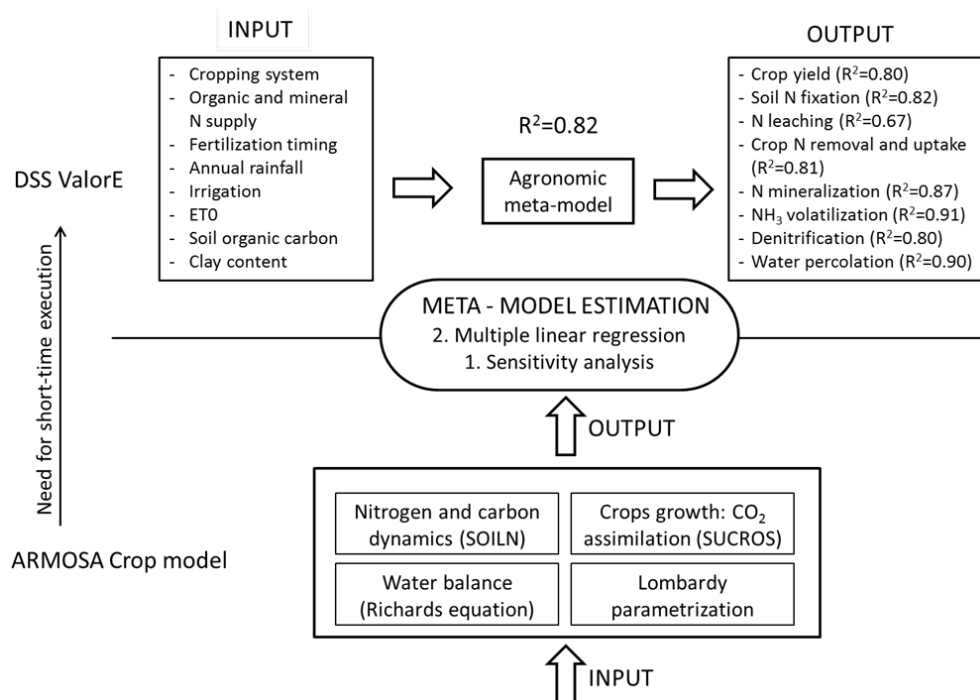 INPUT
- Cropping system
- Organic and mineral
N supply
- Fertilization timing
- Annual rainfall
- Irrigation
- ET0
- Soil organic carbon
- Clay content
R²=0.82
Agronomic
meta-model
OUTPUT
- Crop yield (R²=0.80)
- Soil N fixation (R²=0.82)
- N leaching (R²=0.67)
- Crop N removal and uptake
(R²=0.81)
- N mineralization (R²=0.87)
- NH₃ volatilization (R²=0.91)
- Denitrification (R²=0.80)
- Water percolation (R²=0.90)
DSS ValorE
Need for short-time execution
ARMOSA Crop model
META - MODEL ESTIMATION
2. Multiple linear regression
1. Sensitivity analysis
OUTPUT
Nitrogen and carbon
dynamics (SOILN)
Crops growth: CO₂
assimilation (SUCROS)
Water balance
(Richards equation)
Lombardy
parametrization
INPUT